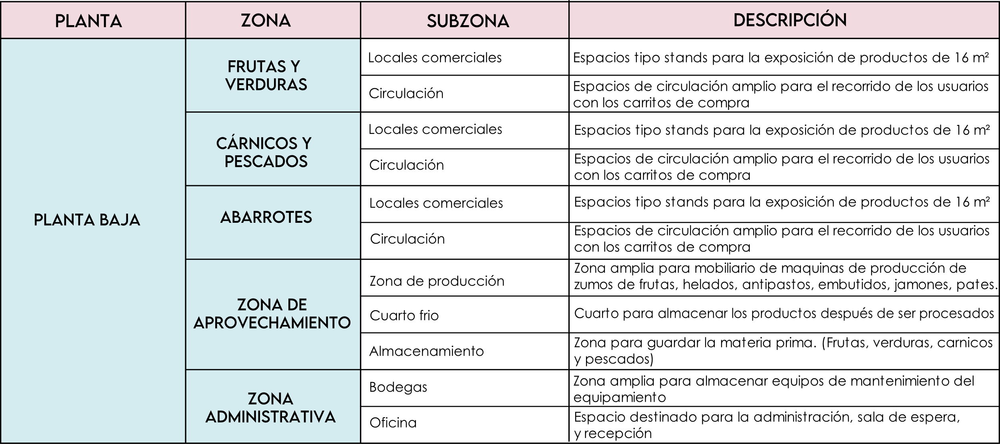 PLANTA
ZONA
SUBZONA
DESCRIPCIÓN
PLANTA BAJA
FRUTAS Y
VERDURAS
Locales comerciales
Espacios tipo stands para la exposición de productos de 16 m²
Circulación
Espacios de circulación amplio para el recorrido de los usuarios
con los carritos de compra
CÁRNICOS Y
PESCADOS
Locales comerciales
Espacios tipo stands para la exposición de productos de 16 m²
Circulación
Espacios de circulación amplio para el recorrido de los usuarios
con los carritos de compra
ABARROTES
Locales comerciales
Espacios tipo stands para la exposición de productos de 16 m²
Circulación
Espacios de circulación amplio para el recorrido de los usuarios
con los carritos de compra
ZONA DE
APROVECHAMIENTO
Zona de producción
Zona amplia para mobiliario de maquinas de producción de
zumos de frutas, helados, antipastos, embutidos, jamones, pates.
Cuarto frio
Cuarto para almacenar los productos después de ser procesados
Almacenamiento
Zona para guardar la materia prima. (Frutas, verduras, carnicos
y pescados)
ZONA
ADMINISTRATIVA
Bodegas
Zona amplia para almacenar equipos de mantenimiento del
equipamiento
Oficina
Espacio destinado para la administración, sala de espera,
y recepción